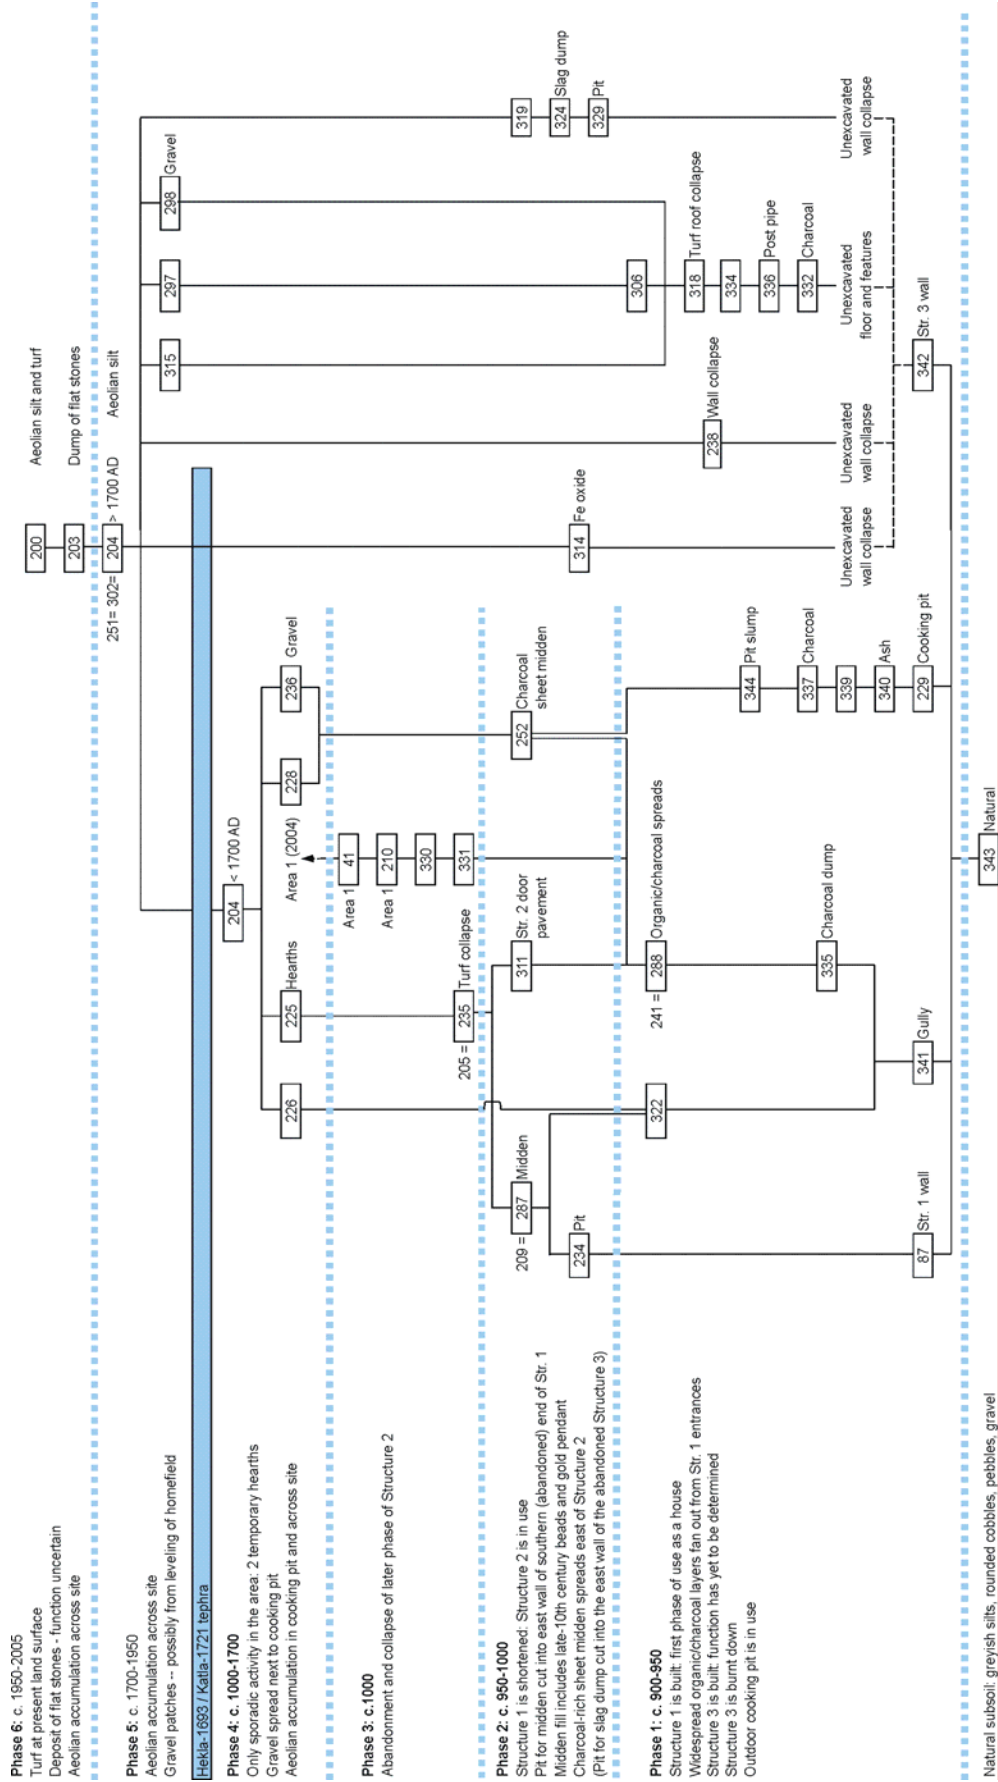 Phase 6: c. 1950-2005
Turf at present land surface
Deposit of flat stones - function uncertain
Aeolian accumulation across site
200
Aeolian silt and turf
203
Dump of flat stones
251= 302=
204
> 1700 AD
Aeolian silt
Phase 5: c. 1700-1950
Aeolian accumulation across site
Gravel patches -- possibly from leveling of homefield
315
297
298
Gravel
Hekla-1693 / Katla-1721 tephra
Phase 4: c. 1000-1700
Only sporadic activity in the area: 2 temporary hearths
Gravel spread next to cooking pit
Aeolian accumulation in cooking pit and across site
204
< 1700 AD
226
225
Hearths
Area 1 (2004)
228
236
Gravel
Phase 3: c.1000
Abandonment and collapse of later phase of Structure 2
Area 1
41
Area 1
210
330
205 =
235
Turf collapse
331
Phase 2: c. 950-1000
Structure 1 is shortened: Structure 2 is in use
Pit for midden cut into east wall of southern (abandoned) end of Str. 1
Midden fill includes late-10th century beads and gold pendant
Charcoal-rich sheet midden spreads east of Structure 2
(Pit for slag dump cut into the east wall of the abandoned Structure 3)
209 =
287
Midden
311
Str. 2 door
pavement
252
Charcoal
sheet midden
319
234
Pit
314
Fe oxide
324
Slag dump
329
Pit
Phase 1: c. 900-950
Structure 1 is built: first phase of use as a house
Widespread organic/charcoal layers fan out from Str. 1 entrances
Structure 3 is built: function has yet to be determined
Structure 3 is burnt down
Outdoor cooking pit is in use
306
322
241 =
288
Organic/charcoal spreads
318
Turf roof collapse
238
Wall collapse
334
344
Pit slump
336
Post pipe
335
Charcoal dump
337
Charcoal
332
Charcoal
339
Unexcavated
wall collapse
Unexcavated
wall collapse
Unexcavated
floor and features
Unexcavated
wall collapse
340
Ash
87
Str. 1 wall
341
Gully
229
Cooking pit
342
Str. 3 wall
Natural subsoil: greyish silts, rounded cobbles, pebbles, gravel
343
Natural